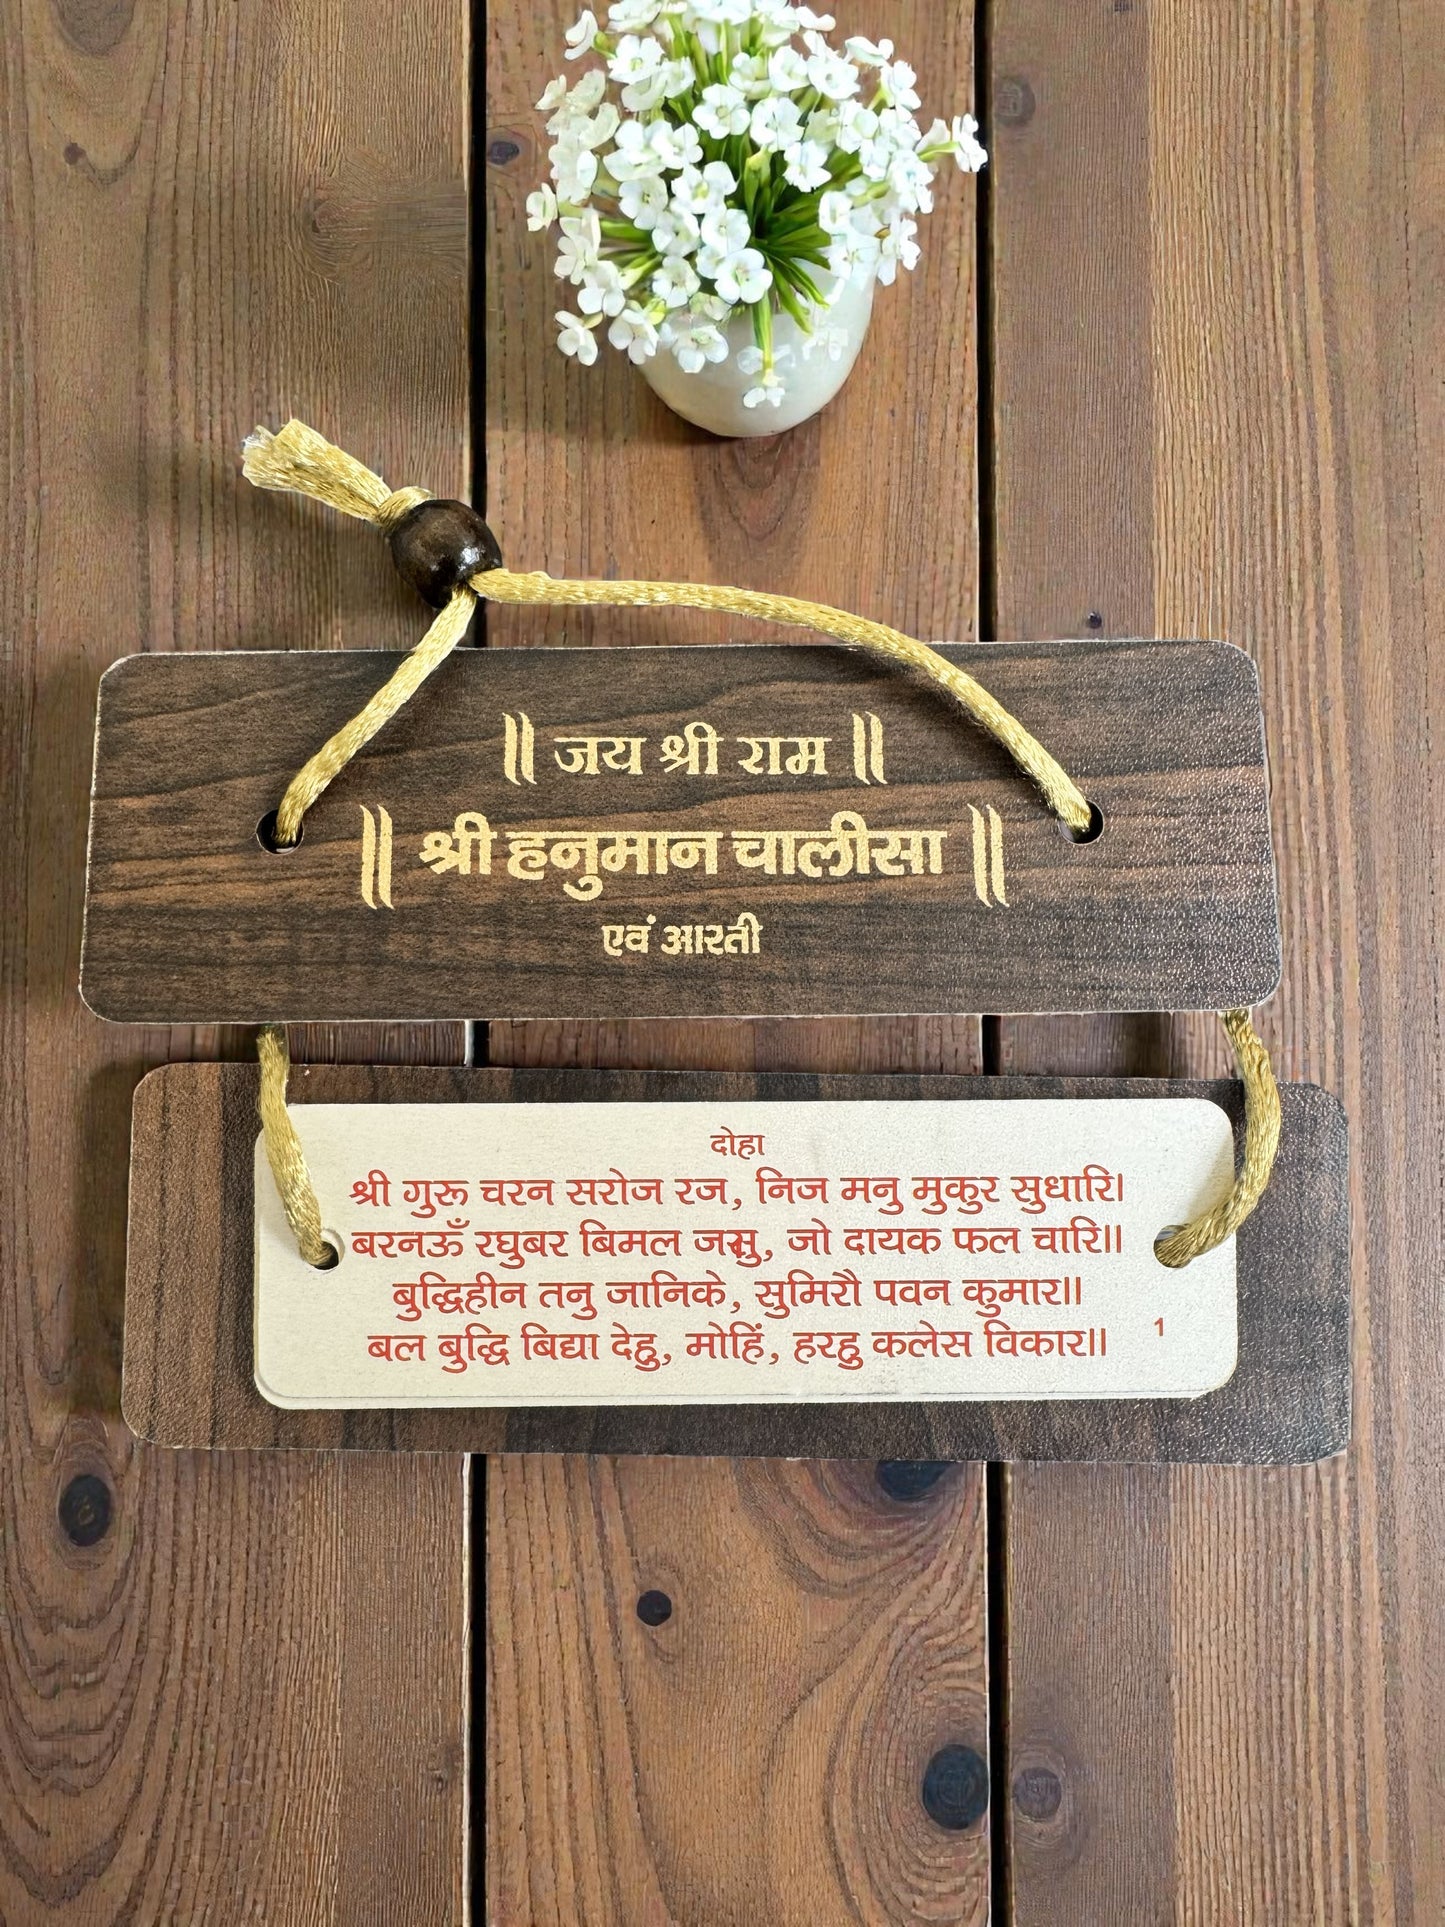 ॥ जय श्री राम ॥
॥ श्री हनुमान चालीसा ॥
एवं आरती
दोहा
श्री गुरू चरन सरोज रज, निज मनु मुकुर सुधारि।
बरनऊँ रघुबर बिमल जसु, जो दायक फल चारि॥
बुद्धिहीन तनु जानिके, सुमिरौ पवन कुमार॥
बल बुद्धि बिद्या देहु, मोहिं, हरहु कलेस विकार॥
1